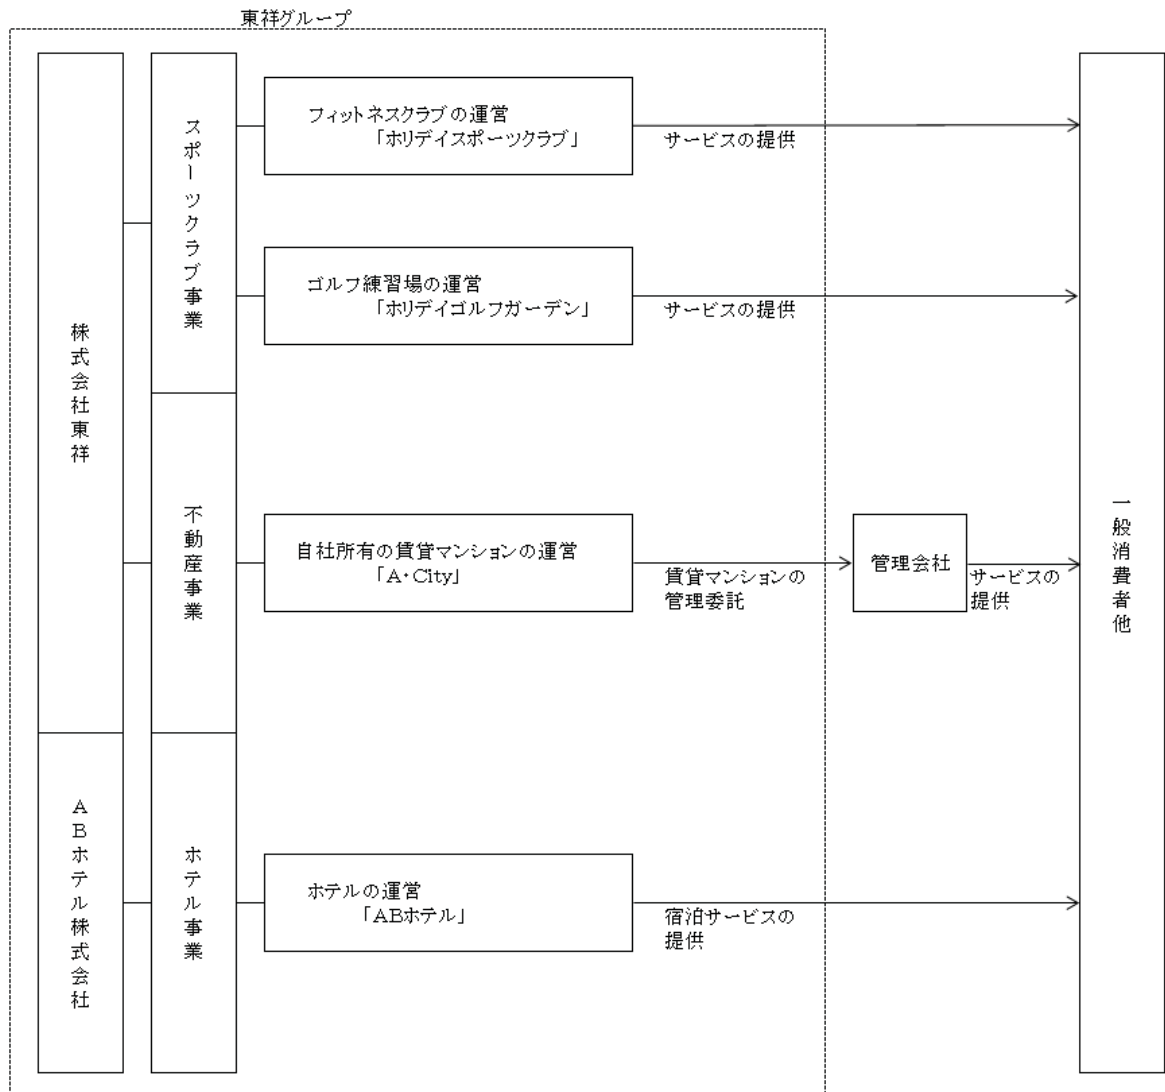 東祥グループ
株式会社東祥
スポーツクラブ事業
フィットネスクラブの運営
「ホリデイスポーツクラブ」
サービスの提供
ゴルフ練習場の運営
「ホリデイゴルフガーデン」
サービスの提供
不動産事業
自社所有の賃貸マンションの運営
「A・City」
賃貸マンションの
管理委託
管理会社
サービスの
提供
一般消費者他
ABホテル株式会社
ホテル事業
ホテルの運営
「ABホテル」
宿泊サービスの
提供